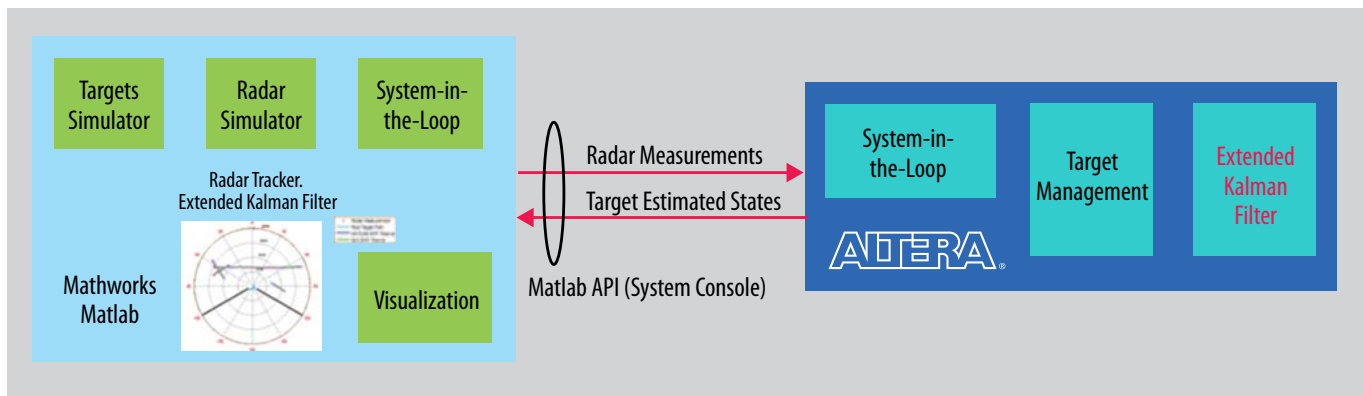 Targets
Simulator
Radar
Simulator
System-in-
the-Loop
Radar Tracker.
Extended Kalman Filter
Mathworks
Matlab
Visualization
Radar Measurements
Target Estimated States
Matlab API (System Console)
System-in-
the-Loop
ALTERA®
Target
Management
Extended
Kalman
Filter